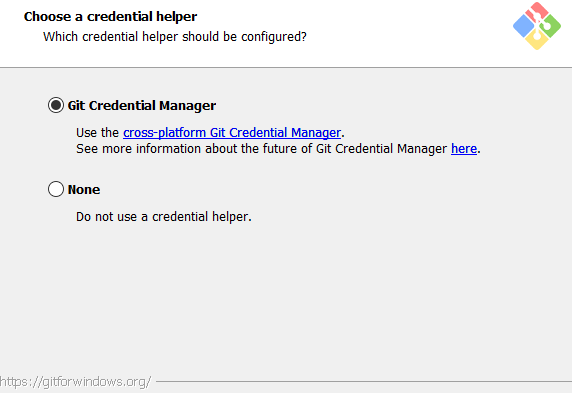 Choose a credential helper
Which credential helper should be configured?
Git Credential Manager
Use the cross-platform Git Credential Manager.
See more information about the future of Git Credential Manager here.
None
Do not use a credential helper.
https://gitforwindows.org/